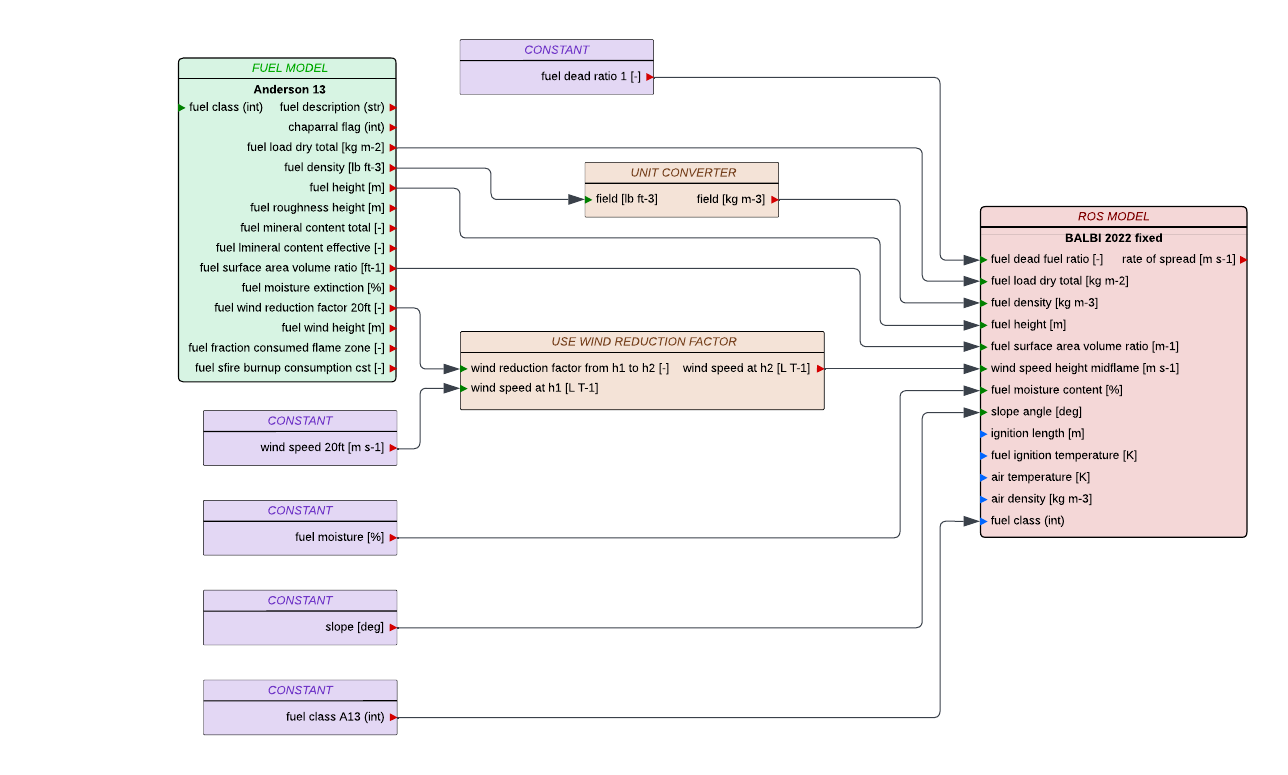 CONSTANT
fuel dead ratio 1 [-]
FUEL MODEL
Anderson 13
fuel class (int) fuel description (str)
chaparral flag (int)
fuel load dry total [kg m-2]
fuel density [lb ft-3]
fuel height [m]
fuel roughness height [m]
fuel mineral content total [-]
fuel lmineral content effective [-]
fuel surface area volume ratio [ft-1]
fuel moisture extinction [%]
fuel wind reduction factor 20ft [-]
fuel wind height [m]
fuel fraction consumed flame zone [-]
fuel sfire burnup consumption cst [-]
UNIT CONVERTER
field [lb ft-3] field [kg m-3]
USE WIND REDUCTION FACTOR
wind reduction factor from h1 to h2 [-] wind speed at h2 [L T-1]
wind speed at h1 [L T-1]
CONSTANT
wind speed 20ft [m s-1]
CONSTANT
fuel moisture [%]
CONSTANT
slope [deg]
CONSTANT
fuel class A13 (int)
ROS MODEL
BALBI 2022 fixed
fuel dead fuel ratio [-] rate of spread [m s-1]
fuel load dry total [kg m-2]
fuel density [kg m-3]
fuel height [m]
fuel surface area volume ratio [m-1]
wind speed height midflame [m s-1]
fuel moisture content [%]
slope angle [deg]
ignition length [m]
fuel ignition temperature [K]
air temperature [K]
air density [kg m-3]
fuel class (int)